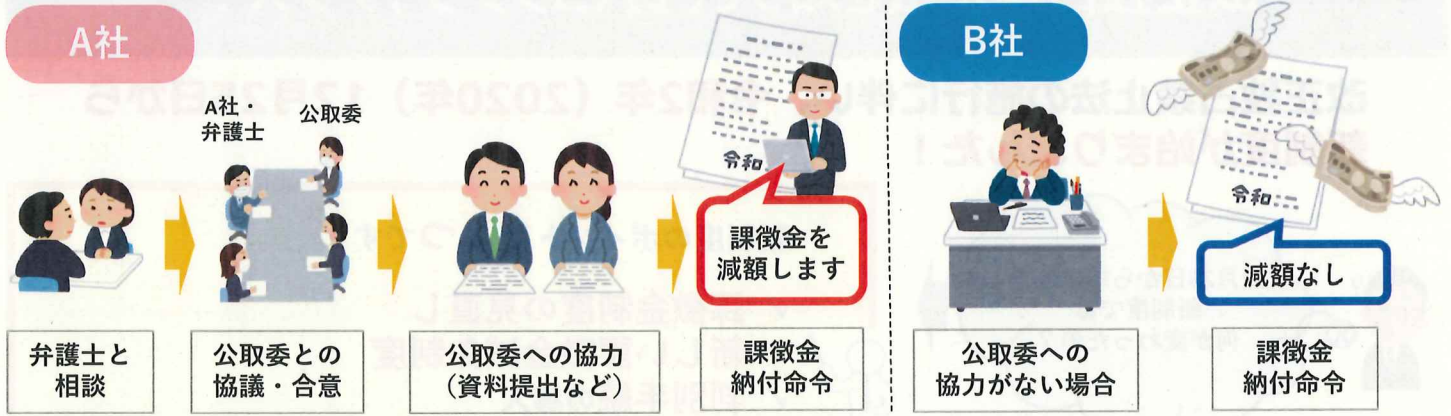 A社
A社・
弁護士
公取委
令和
課徴金を
減額します
弁護士と
相談
公取委との
協議・合意
公取委への協力
(資料提出など)
課徴金
納付命令
B社
令和
減額なし
公取委への
協力がない場合
課徴金
納付命令